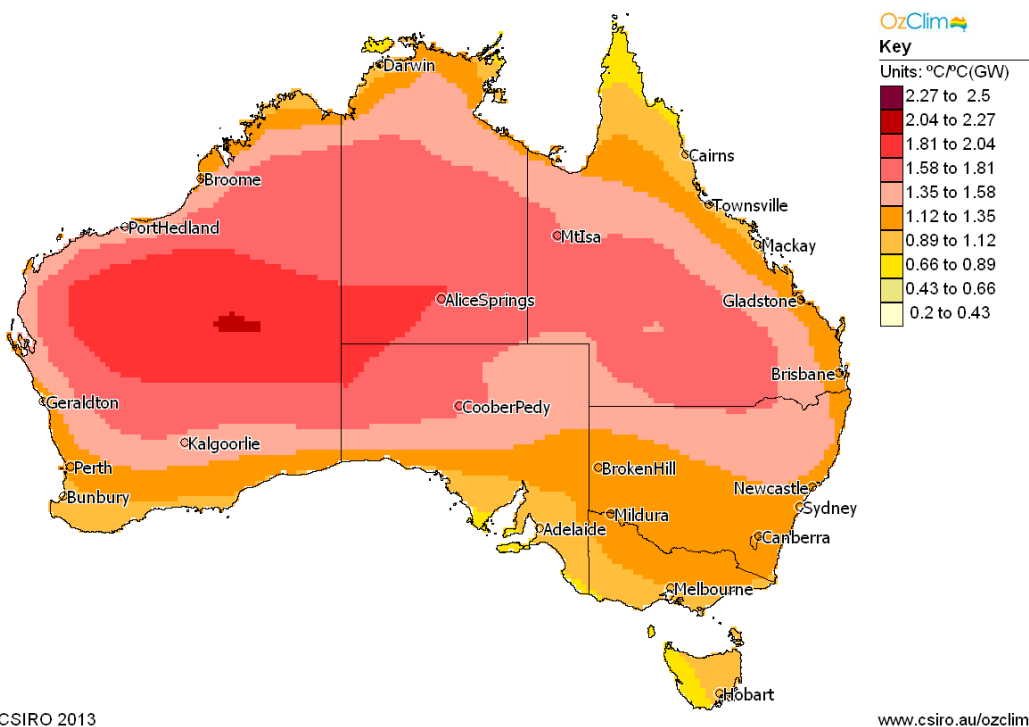 OzClim
Key
Units: ºC/ºC(GW)
2.27 to 2.5
2.04 to 2.27
1.81 to 2.04
1.58 to 1.81
1.35 to 1.58
1.12 to 1.35
0.89 to 1.12
0.66 to 0.89
0.43 to 0.66
0.2 to 0.43
Darwin
Cairns
Broome
Townsville
PortHedland
MtIsa
Mackay
AliceSprings
Gladstone
Brisbane
Geraldton
CooberPedy
Kalgoorlie
Perth
BrokenHill
Bunbury
Newcastle
Sydney
Mildura
Adelaide
Canberra
Melbourne
Hobart
CSIRO 2013
www.csiro.au/ozclim